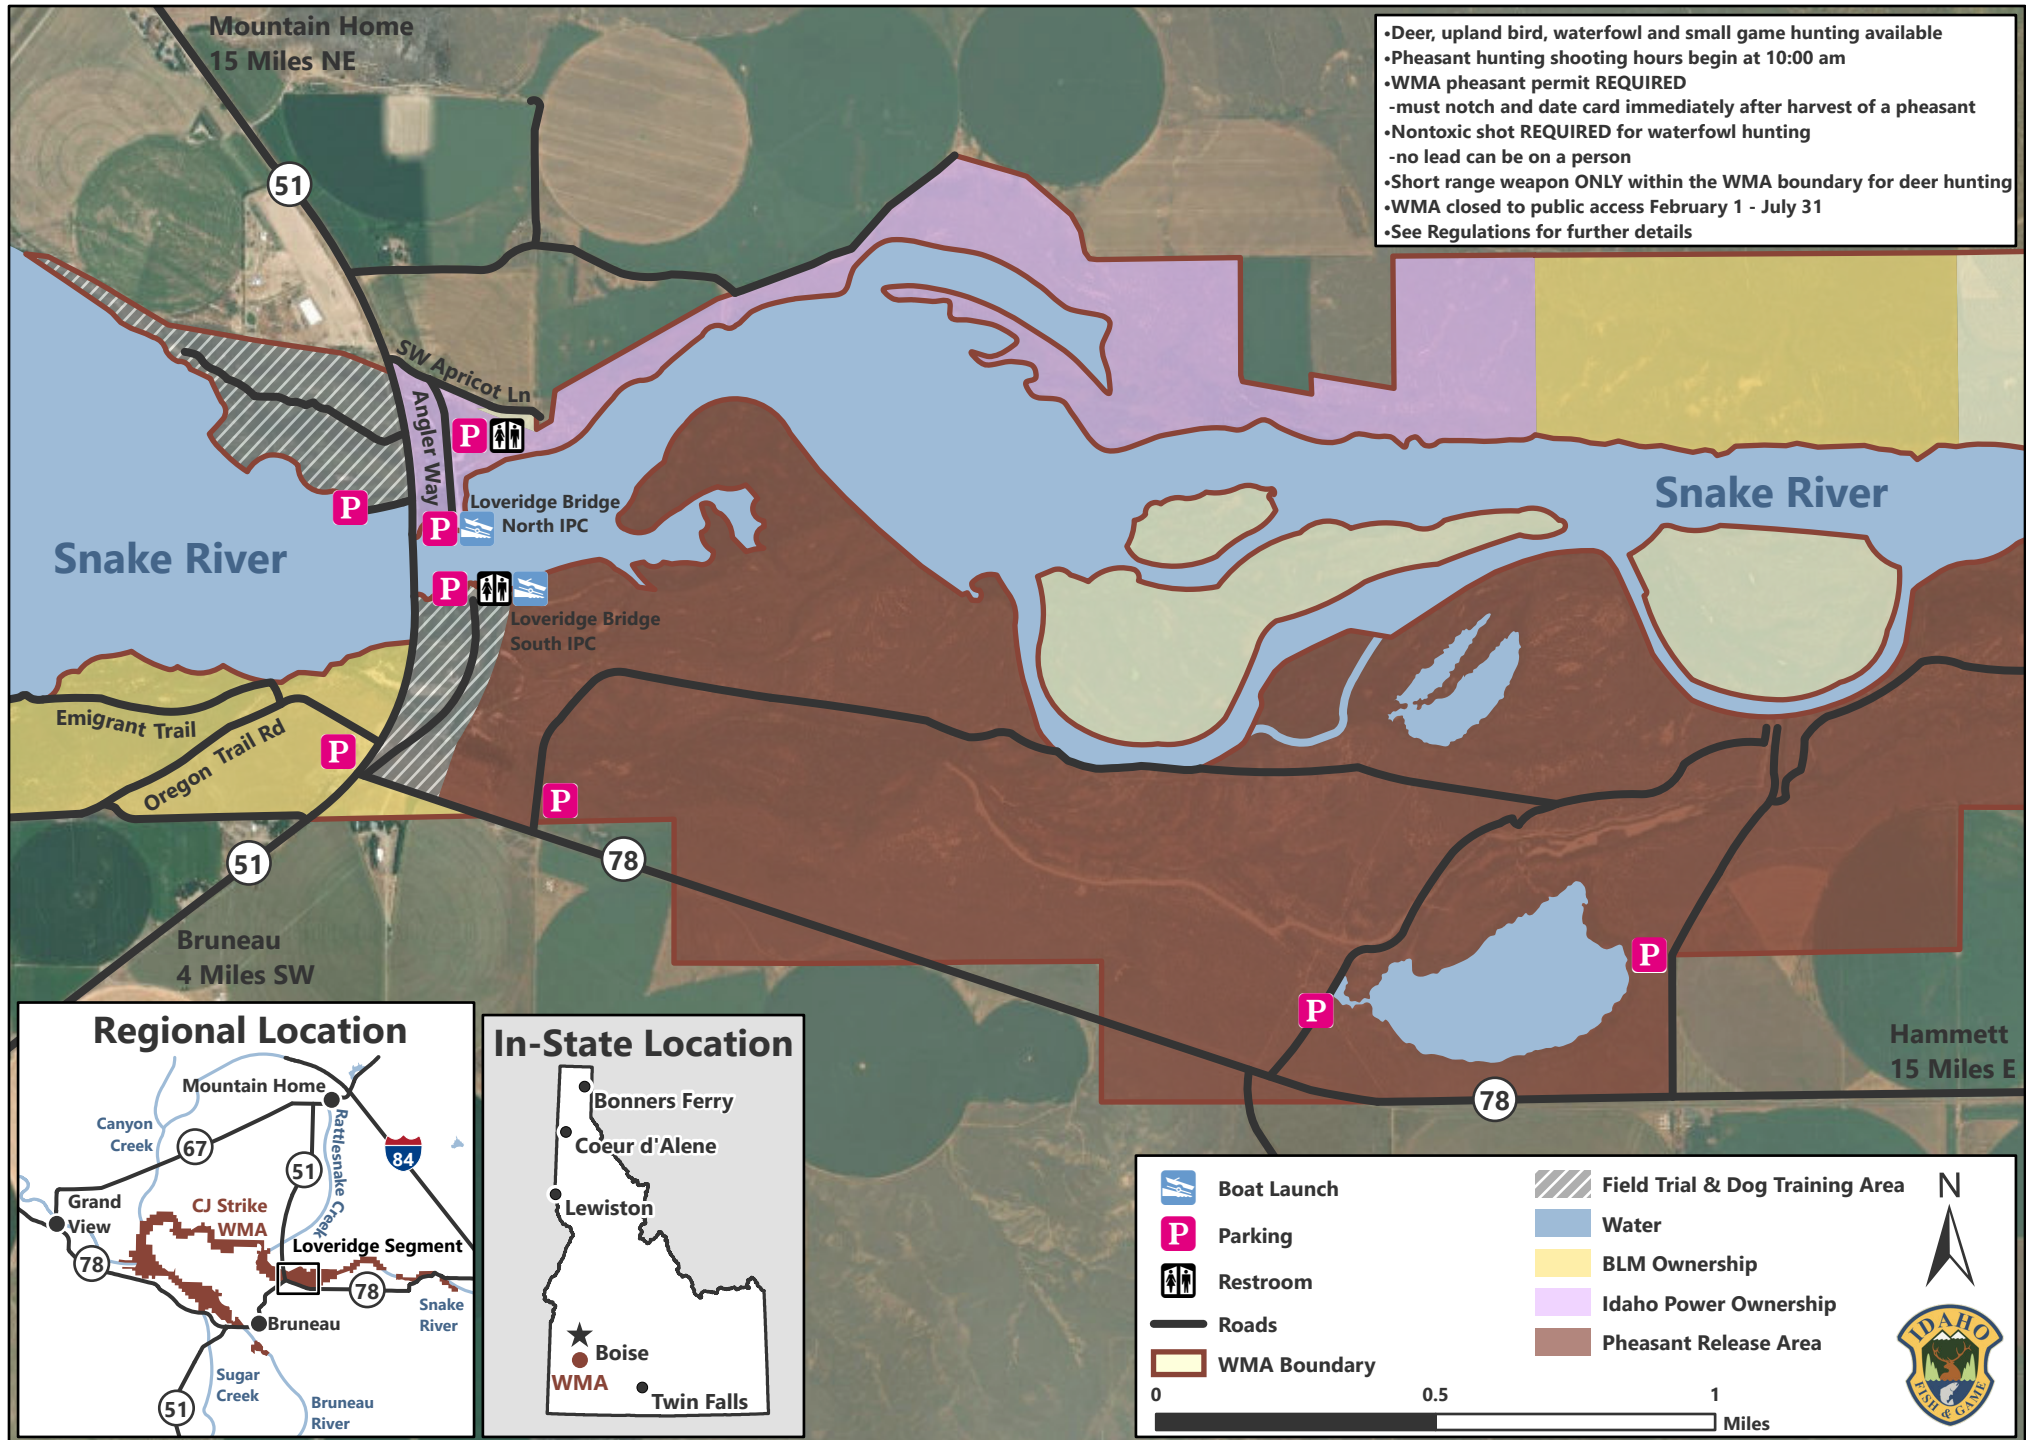 Mountain Home
15 Miles NE
•Deer, upland bird, waterfowl and small game hunting available
•Pheasant hunting shooting hours begin at 10:00 am
•WMA pheasant permit REQUIRED
-must notch and date card immediately after harvest of a pheasant
•Nontoxic shot REQUIRED for waterfowl hunting
-no lead can be on a person
•Short range weapon ONLY within the WMA boundary for deer hunting
•WMA closed to public access February 1 - July 31
•See Regulations for further details
51
SW Apricot Ln
Angler Way
P
P
Loveridge Bridge
North IPC
P
Snake River
Snake River
P
Loveridge Bridge
South IPC
Emigrant Trail
Oregon Trail Rd
P
P
51
78
Bruneau
4 Miles SW
P
P
Hammett
15 Miles E
78
Regional Location
Mountain Home
Canyon
Creek
67
51
Rattlesnake Creek
84
Grand
View
CJ Strike
WMA
Loveridge Segment
78
78
Snake
River
Bruneau
Sugar
Creek
51
Bruneau
River
In-State Location
Bonners Ferry
Coeur d'Alene
Lewiston
Boise
WMA
Twin Falls
Boat Launch
P Parking
Restroom
Roads
WMA Boundary
Field Trial & Dog Training Area
Water
BLM Ownership
Idaho Power Ownership
Pheasant Release Area
N
IDAHO
FISH & GAME
0 0.5 1
Miles